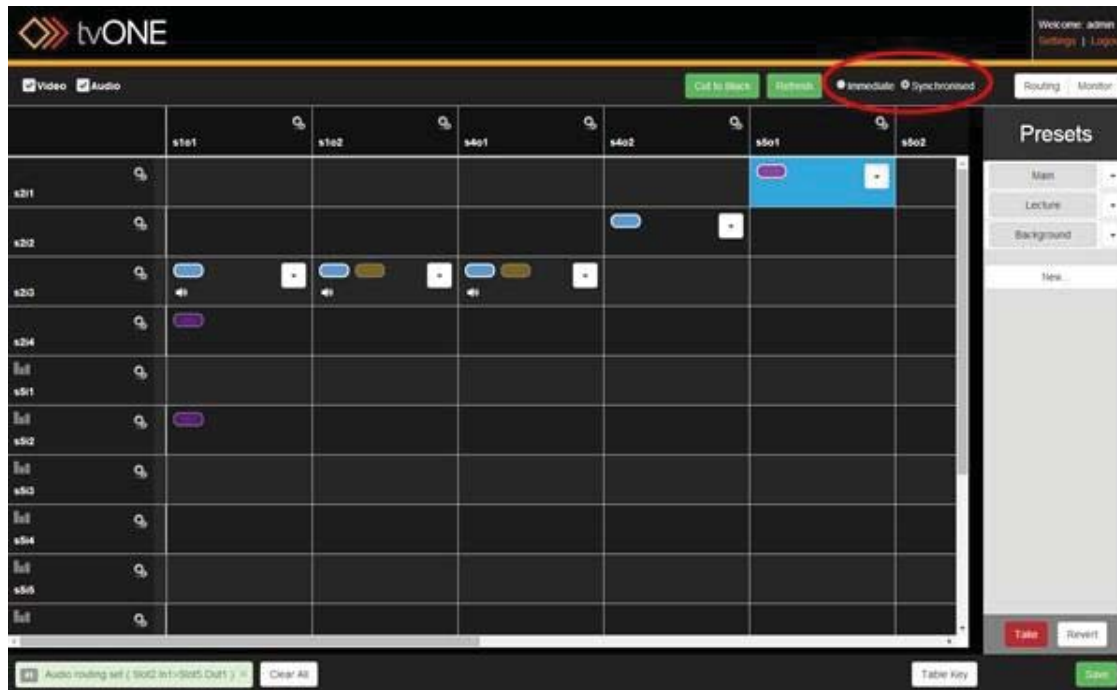 tvONE
Welcome: admin
Settings | Logout
Video Audio
Cut to Black Refresh Immediate Synchronised Routing Monitor
s1o1 s1o2 s4o1 s4o2 s5o1 s5o2
Presets
s2i1
s2i2
s2i3
s2i4
s5i1
s5i2
s5i3
s5i4
s5i5
Main
Lecture
Background
New...
Take Revert
#1 Audio routing set ( Slot2 In1>Slot5 Out1 ) × Clear All Table Key Save